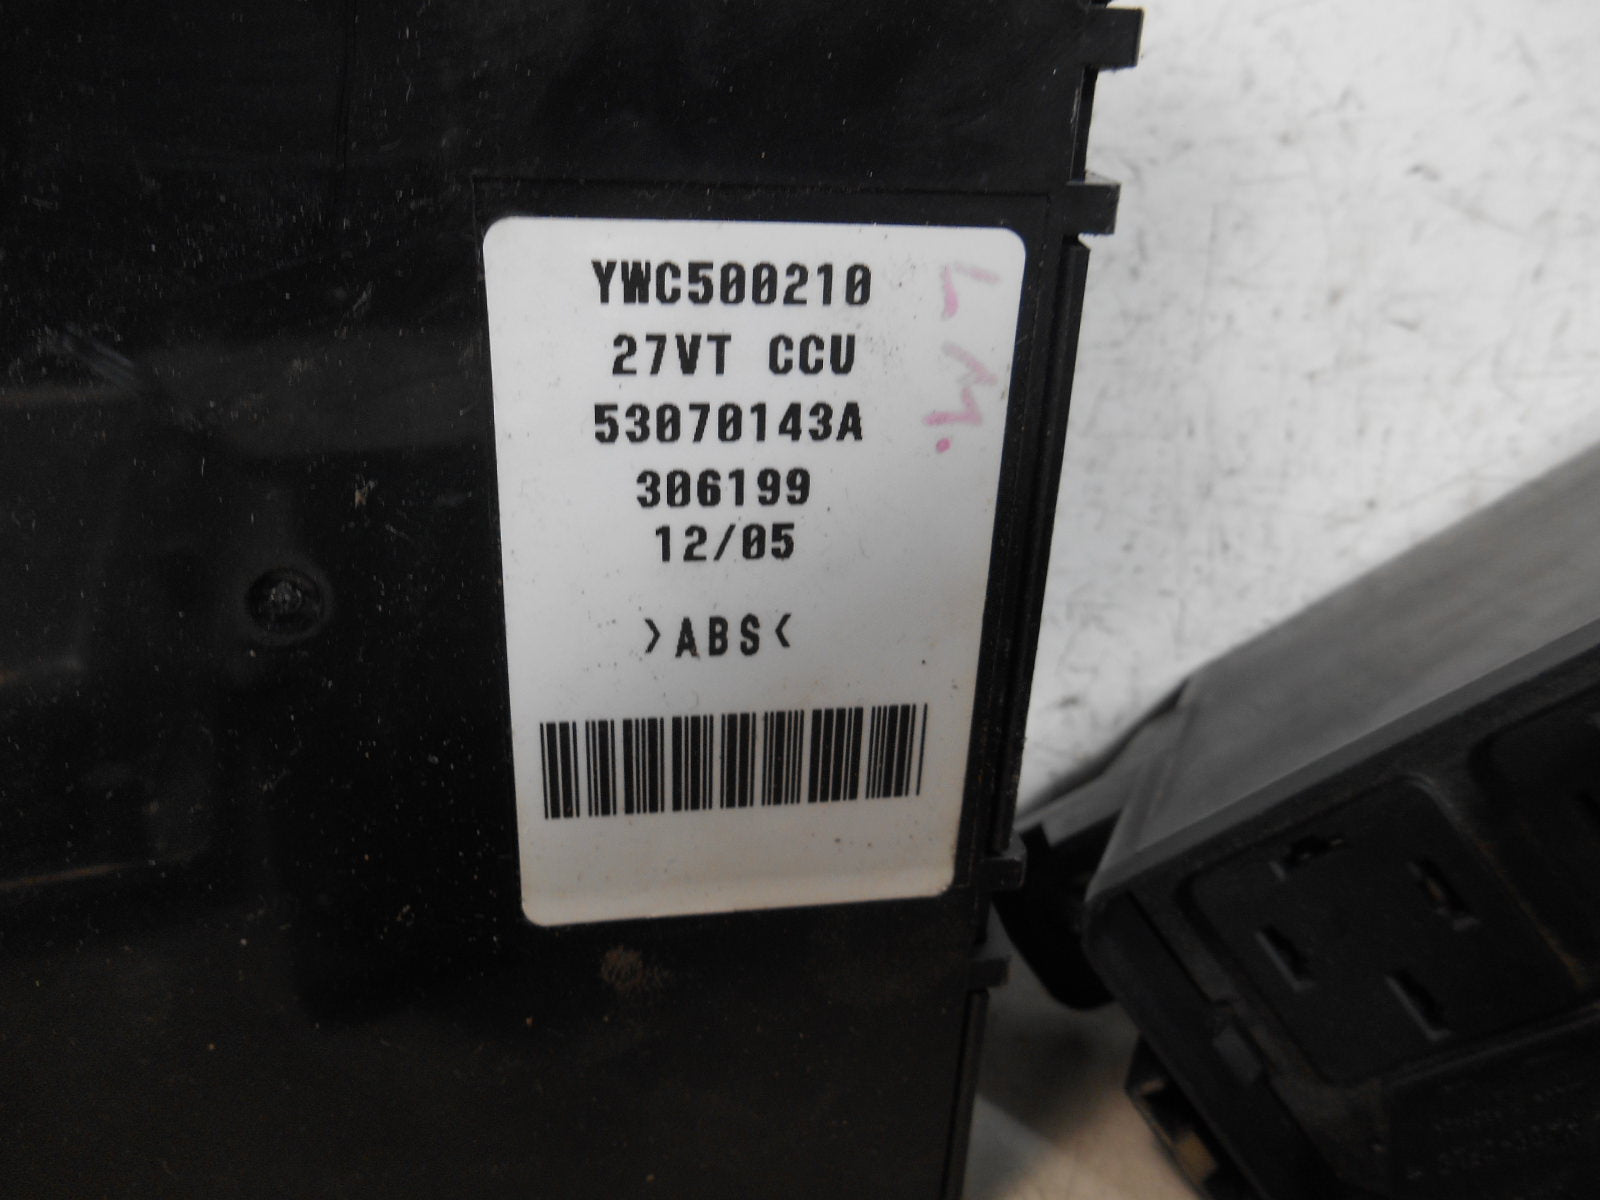 YWC500210
27VT CCU
53070143A
306199
12/05
>ABS<